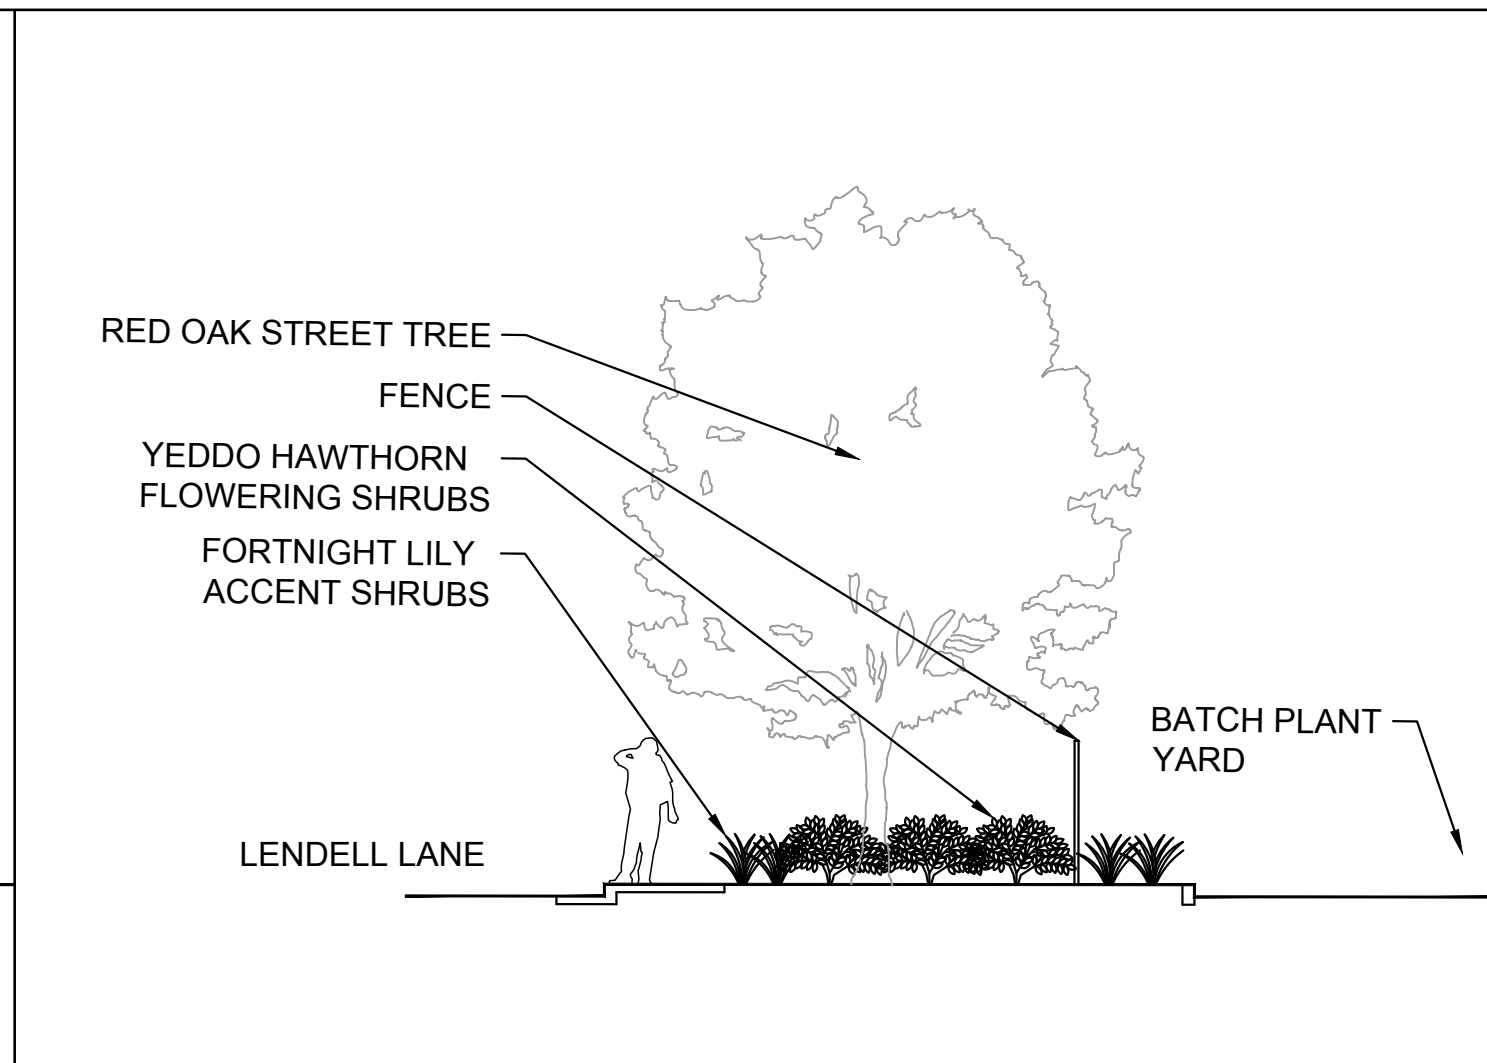 RED OAK STREET TREE
FENCE
YEDDO HAWTHORN
FLOWERING SHRUBS
FORTNIGHT LILY
ACCENT SHRUBS
BATCH PLANT
YARD
LENDELL LANE